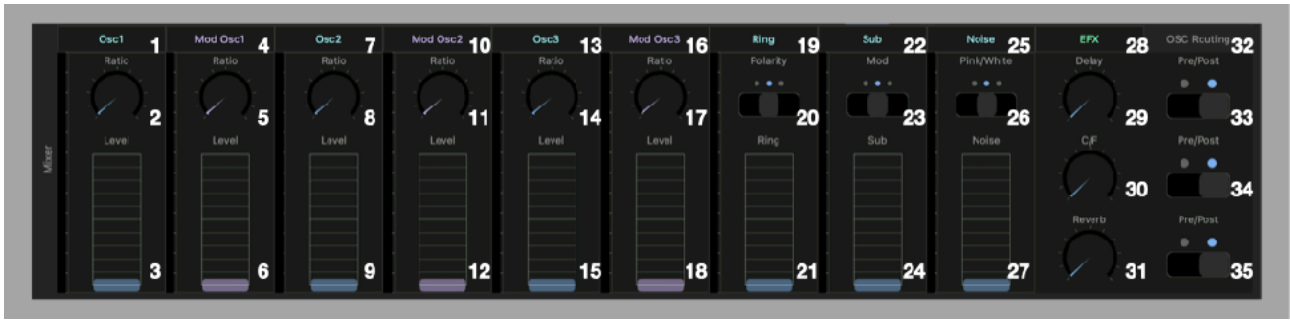 Osc1 1 Mod Osc1 4 Osc2 7 Mod Osc2 10 Osc3 13 Mod Osc3 16 Ring 19 Sub 22 Noise 25 EFX 28 OSC Routing 32
Ratio Ratio Ratio Ratio Ratio Ratio Polarity Mod Pink/White Delay Pre/Post
2 5 8 11 14 17 20 23 26 29 33
Level Level Level Level Level Level Ring Sub Noise C/F Pre/Post
Mixer
30 34
Reverb Pre/Post
3 6 9 12 15 18 21 24 27 31 35